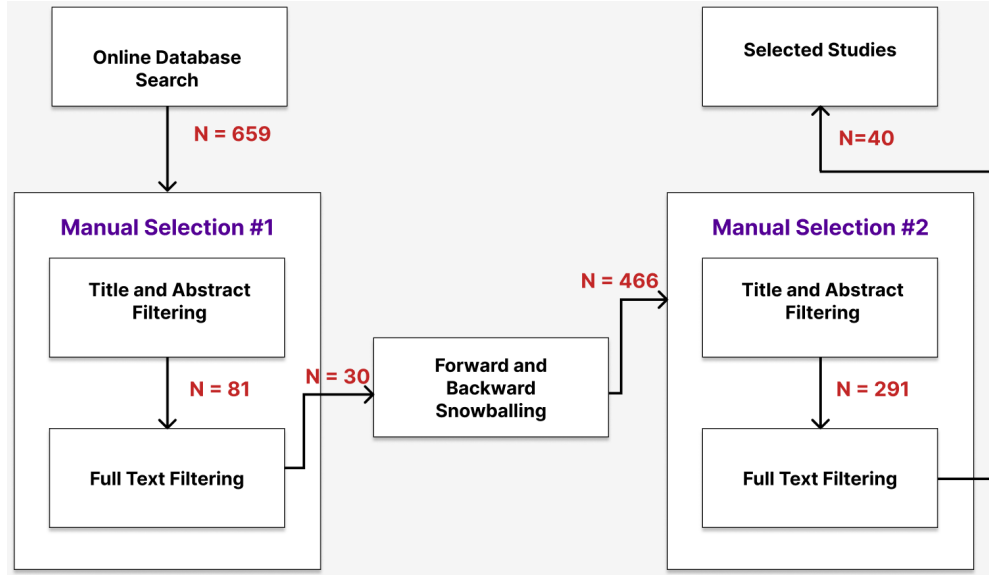 Online Database
Search
N = 659
Manual Selection #1
Title and Abstract
Filtering
N = 81
Full Text Filtering
N = 30
Forward and
Backward
Snowballing
N = 466
Manual Selection #2
Title and Abstract
Filtering
N = 291
Full Text Filtering
N=40
Selected Studies